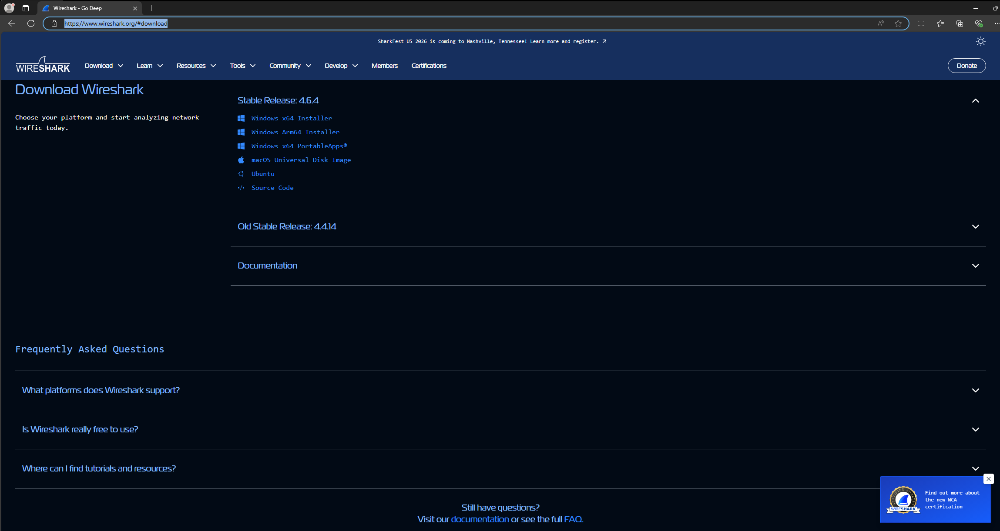 Wireshark • Go Deep
https://www.wireshark.org/#download
SharkFest US 2026 is coming to Nashville, Tennessee! Learn more and register.
WIRESHARK
Download
Learn
Resources
Tools
Community
Develop
Members
Certifications
Donate
Download Wireshark
Choose your platform and start analyzing network
traffic today.
Stable Release: 4.6.4
Windows x64 Installer
Windows Arm64 Installer
Windows x64 PortableApps®
macOS Universal Disk Image
Ubuntu
Source Code
Old Stable Release: 4.4.14
Documentation
Frequently Asked Questions
What platforms does Wireshark support?
Is Wireshark really free to use?
Where can I find tutorials and resources?
Still have questions?
Visit our documentation or see the full FAQ.
CERTIFIED ANALYST
WIRESHARK
Find out more about
the new WCA
certification